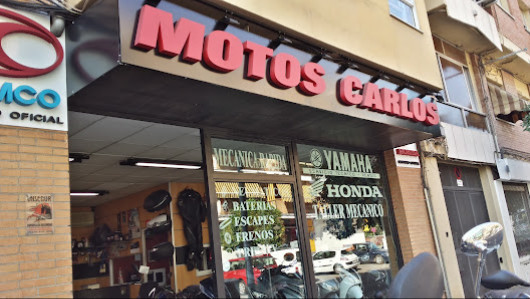 MOTOS CARLOS
MCO
O OFICIAL
MECANICA RAPIDA
BATERIAS
ESCAPES
FRENOS
YAMAHA
HONDA
TALLER MECANICO